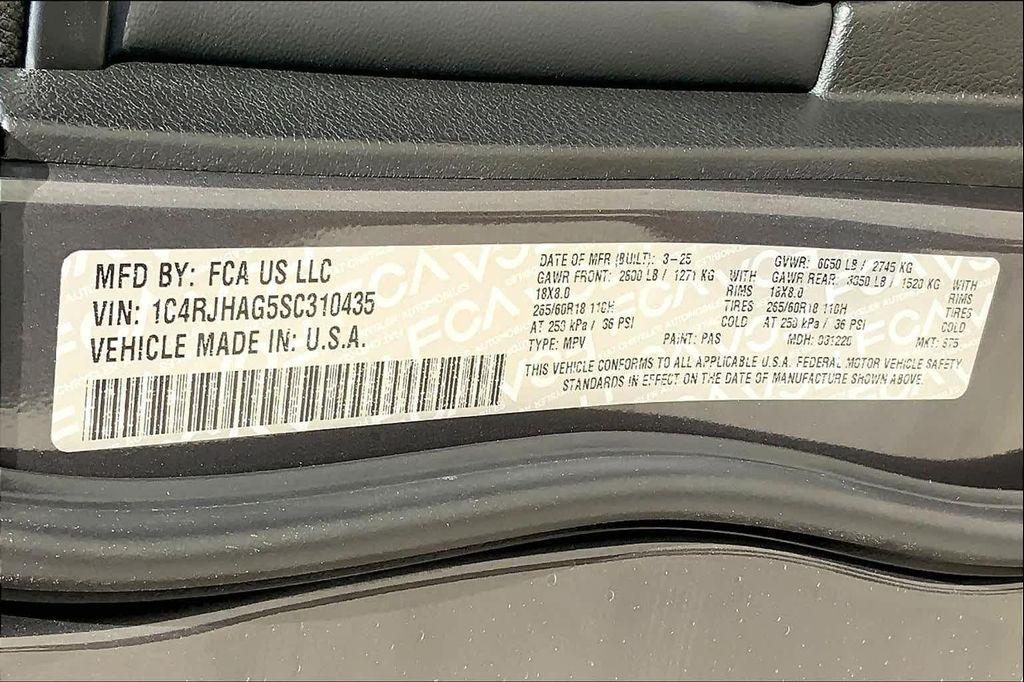 MFD BY: FCA US LLC
VIN: 1C4RJHAG5SC310435
VEHICLE MADE IN: U.S.A.
DATE OF MFR (BUILT): 3-25 GVWR: 6050 LB / 2745 KG
GAWR FRONT: 2800 LB / 1271 KG WITH GAWR REAR: 3350 LB / 1520 KG WITH
18X8.0 RIMS 18X8.0 RIMS
265/60R18 110H TIRES 265/60R18 110H TIRES
AT 250 kPa / 36 PSI COLD AT 250 kPa / 36 PSI COLD
TYPE: MPV PAINT: PAS MDH: MKT:
THIS VEHICLE CONFORMS TO ALL APPLICABLE U.S.A. FEDERAL MOTOR VEHICLE SAFETY
STANDARDS IN EFFECT ON THE DATE OF MANUFACTURE SHOWN ABOVE.